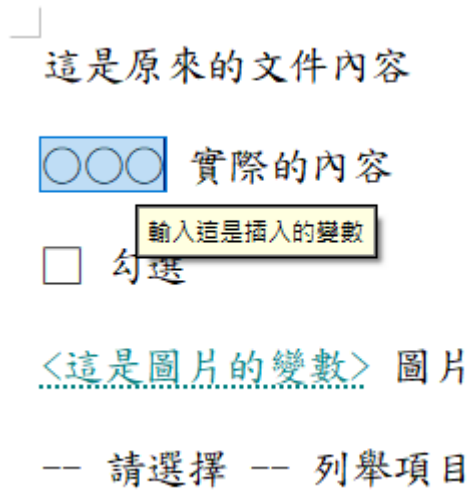 這是原來的文件內容
○○○ 實際的內容
輸入這是插入的變數
□ 勾選
<這是圖片的變數> 圖片
-- 請選擇 -- 列舉項目